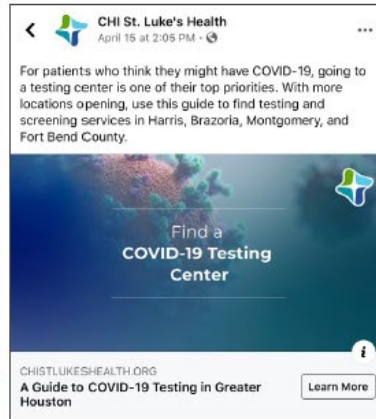 CHI St. Luke's Health
April 15 at 2:05 PM ·
For patients who think they might have COVID-19, going to
a testing center is one of their top priorities. With more
locations opening, use this guide to find testing and
screening services in Harris, Brazoria, Montgomery, and
Fort Bend County.
Find a
COVID-19 Testing
Center
i
CHISTLUKESHEALTH.ORG
A Guide to COVID-19 Testing in Greater
Houston
Learn More